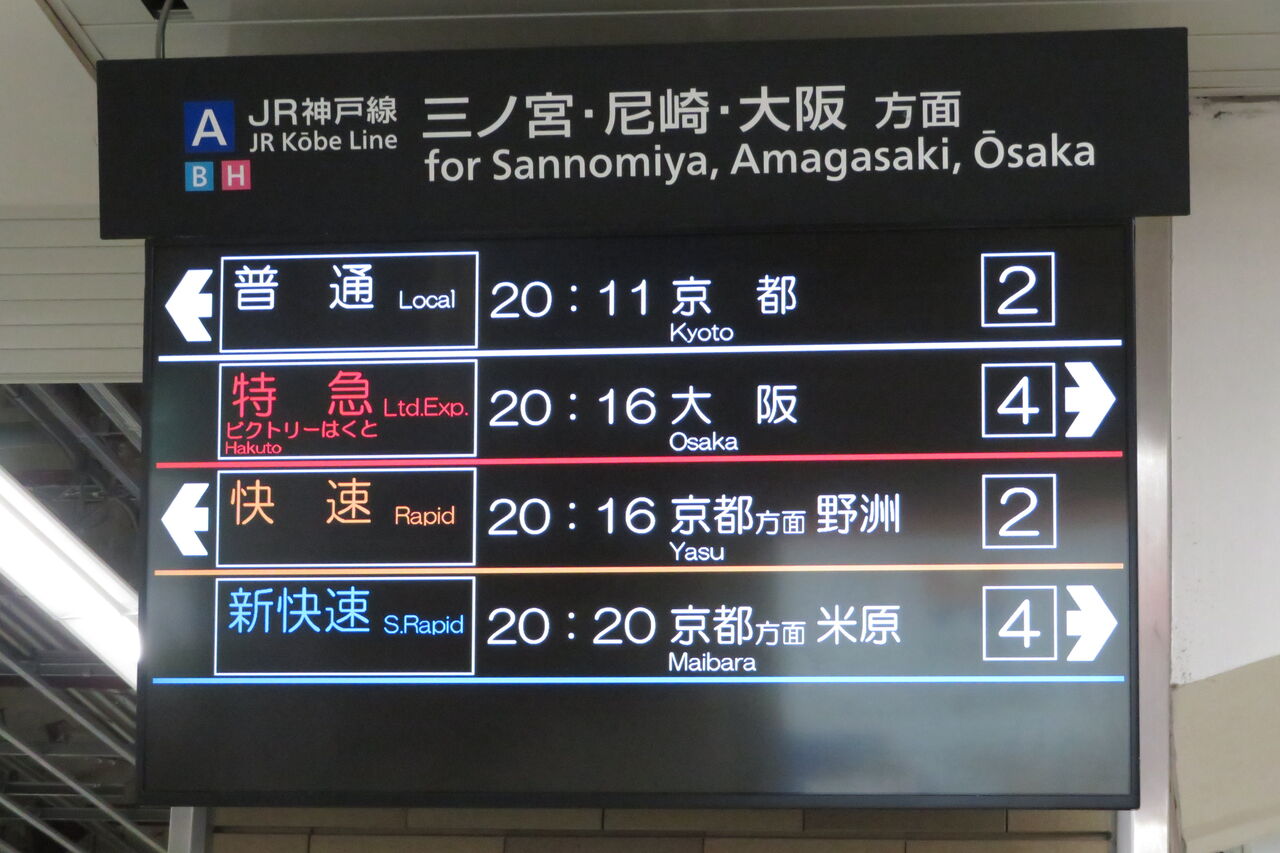 A JR神戸線 三ノ宮・尼崎・大阪 方面
JR Kōbe Line for Sannomiya, Amagasaki, Ōsaka
B H
普通 Local 20:11 京都 2
Kyoto
特急 Ltd.Exp. 20:16 大阪 4
ビクトリーはくと
Hakuto Osaka
快速 Rapid 20:16 京都方面 野洲 2
Yasu
新快速 S.Rapid 20:20 京都方面 米原 4
Maibara